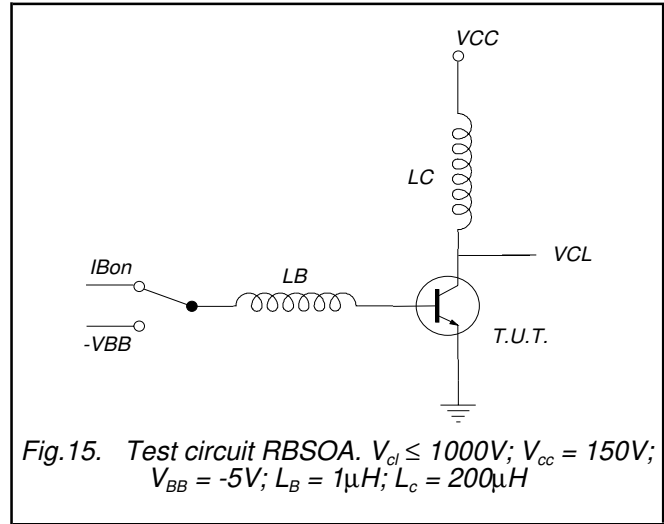 VCC
LC
VCL
IBon
LB
-VBB
T.U.T.
Fig.15. Test circuit RBSOA. Vcl ≤ 1000V; Vcc = 150V;
VBB = -5V; LB = 1μH; Lc = 200μH